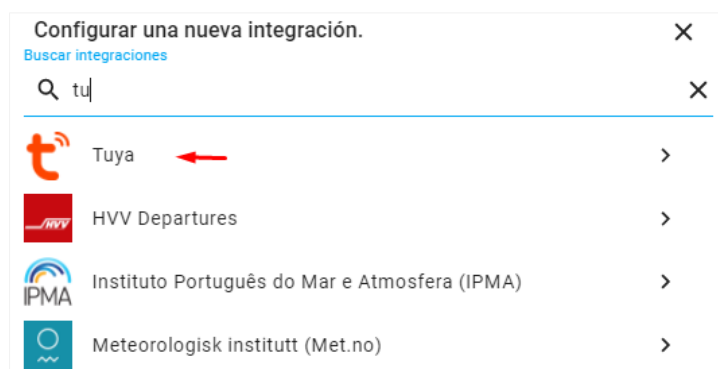 Configurar una nueva integración.
Buscar integraciones
tu
Tuya
HVV Departures
Instituto Português do Mar e Atmosfera (IPMA)
Meteorologisk institutt (Met.no)